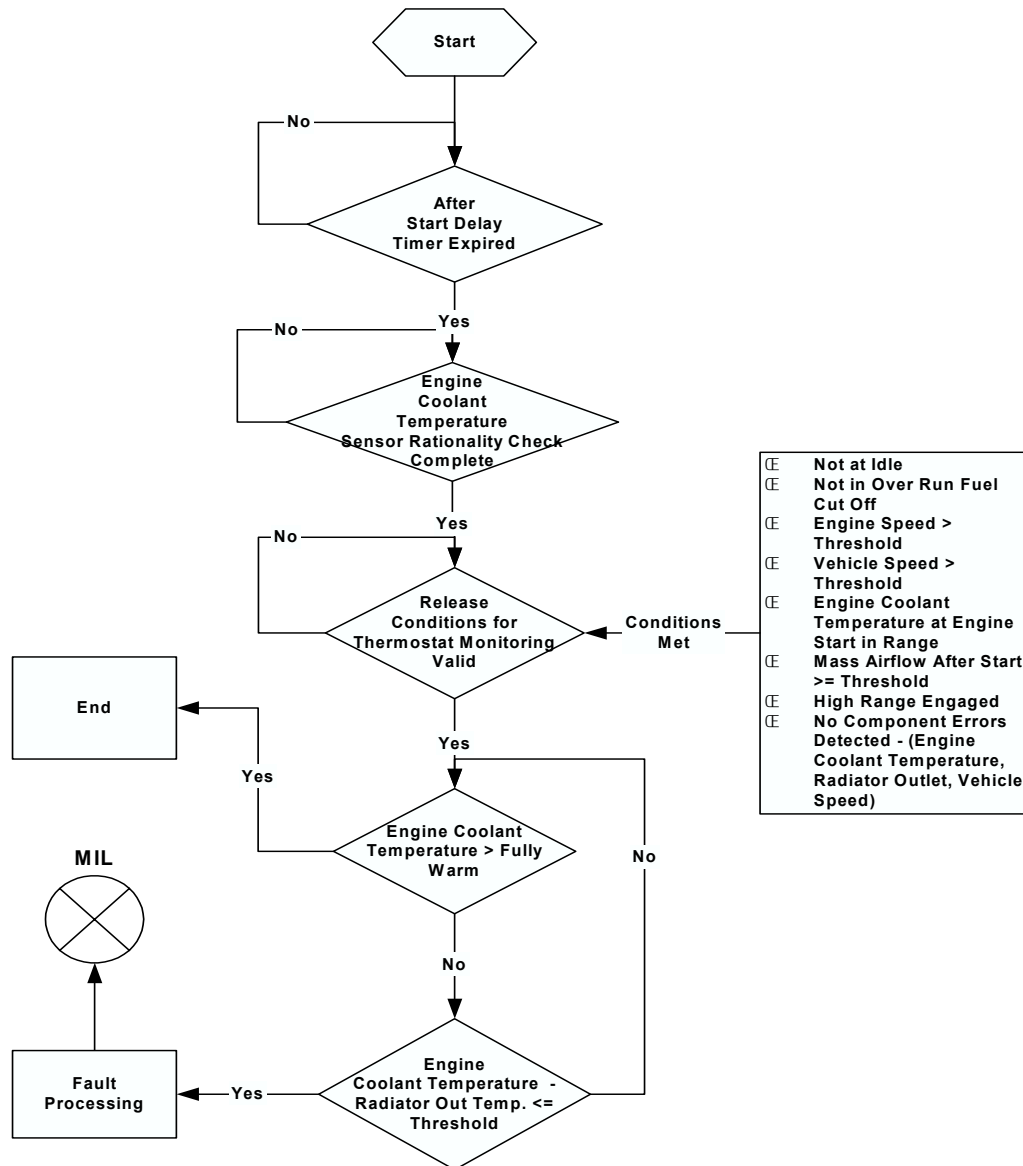 Start
No
After
Start Delay
Timer Expired
Yes
No
Engine
Coolant
Temperature
Sensor Rationality Check
Complete
Yes
No
Release
Conditions for
Thermostat Monitoring
Valid
Conditions
Met
Œ Not at Idle
Œ Not in Over Run Fuel
Cut Off
Œ Engine Speed >
Threshold
Œ Vehicle Speed >
Threshold
Œ Engine Coolant
Temperature at Engine
Start in Range
Œ Mass Airflow After Start
>= Threshold
Œ High Range Engaged
Œ No Component Errors
Detected - (Engine
Coolant Temperature,
Radiator Outlet, Vehicle
Speed)
End
Yes
Yes
Engine Coolant
Temperature > Fully
Warm
No
MIL
No
Engine
Coolant Temperature -
Radiator Out Temp. <=
Threshold
Yes
Fault
Processing